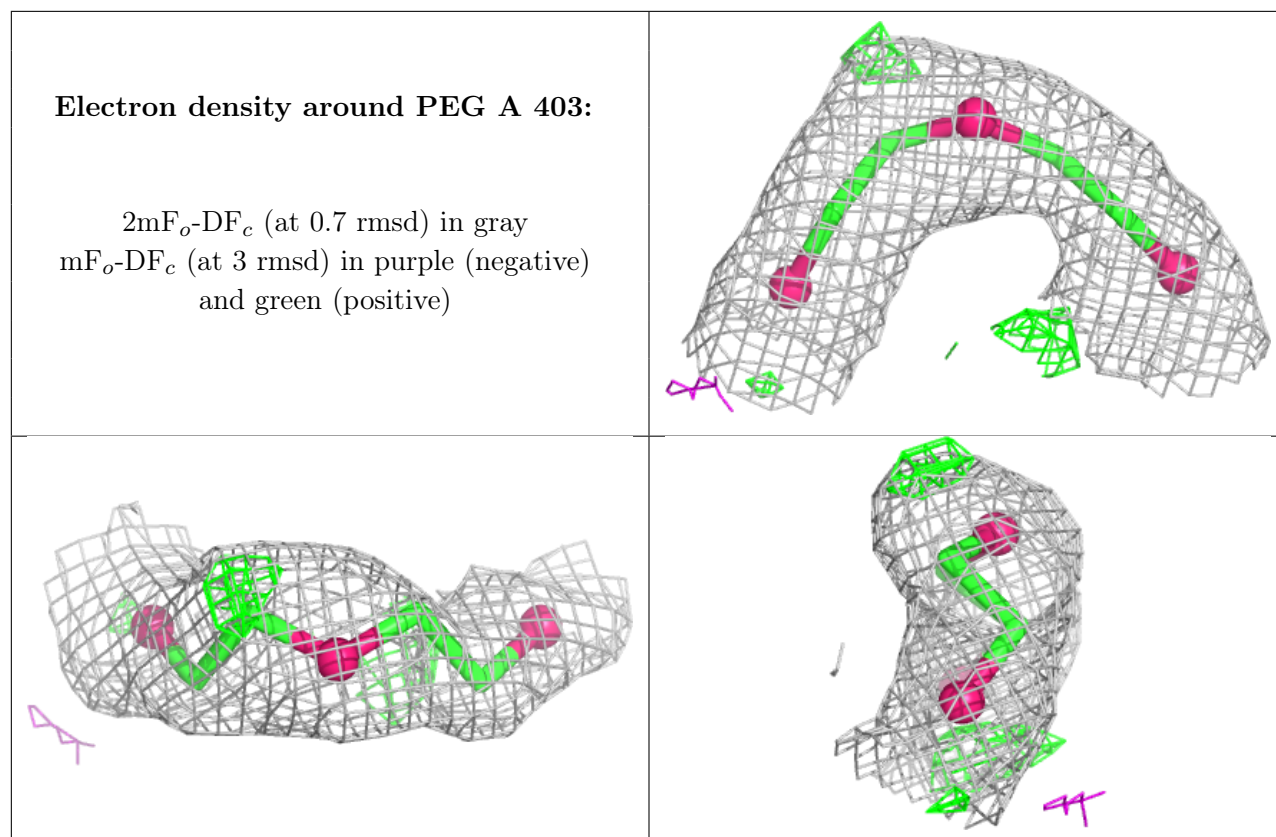 Electron density around PEG A 403:
2mFo-DFc (at 0.7 rmsd) in gray
mFo-DFc (at 3 rmsd) in purple (negative)
and green (positive)